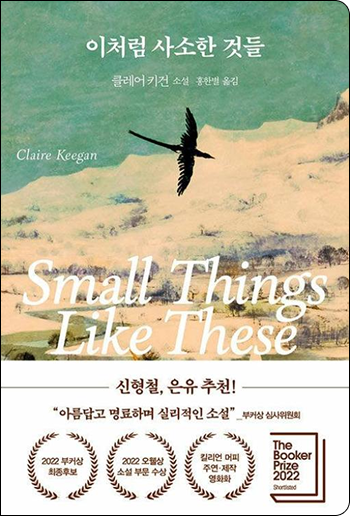 이처럼 사소한 것들
클레어 키건 소설 · 홍한별 옮김
Claire Keegan
Small Things
Like These
신형철, 은유 추천!
“아름답고 명료하며 실리적인 소설”_부커상 심사위원회
2022 부커상
최종후보
2022 오웰상
소설 부문 수상
킬리언 머피
주연·제작
영화화
The
Booker
Prize
2022
Shortlisted